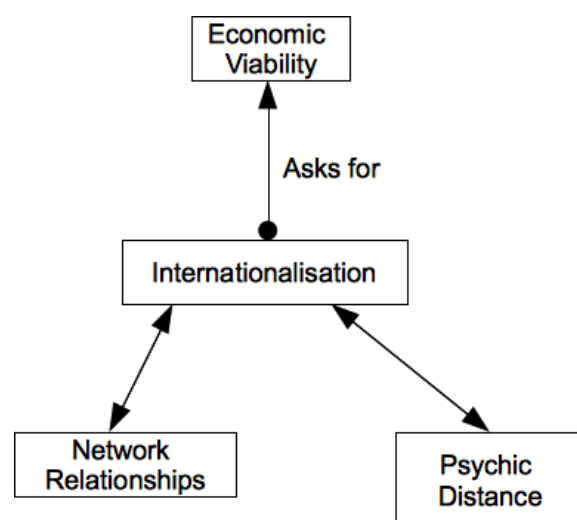 Economic
Viability
Asks for
Internationalisation
Network
Relationships
Psychic
Distance